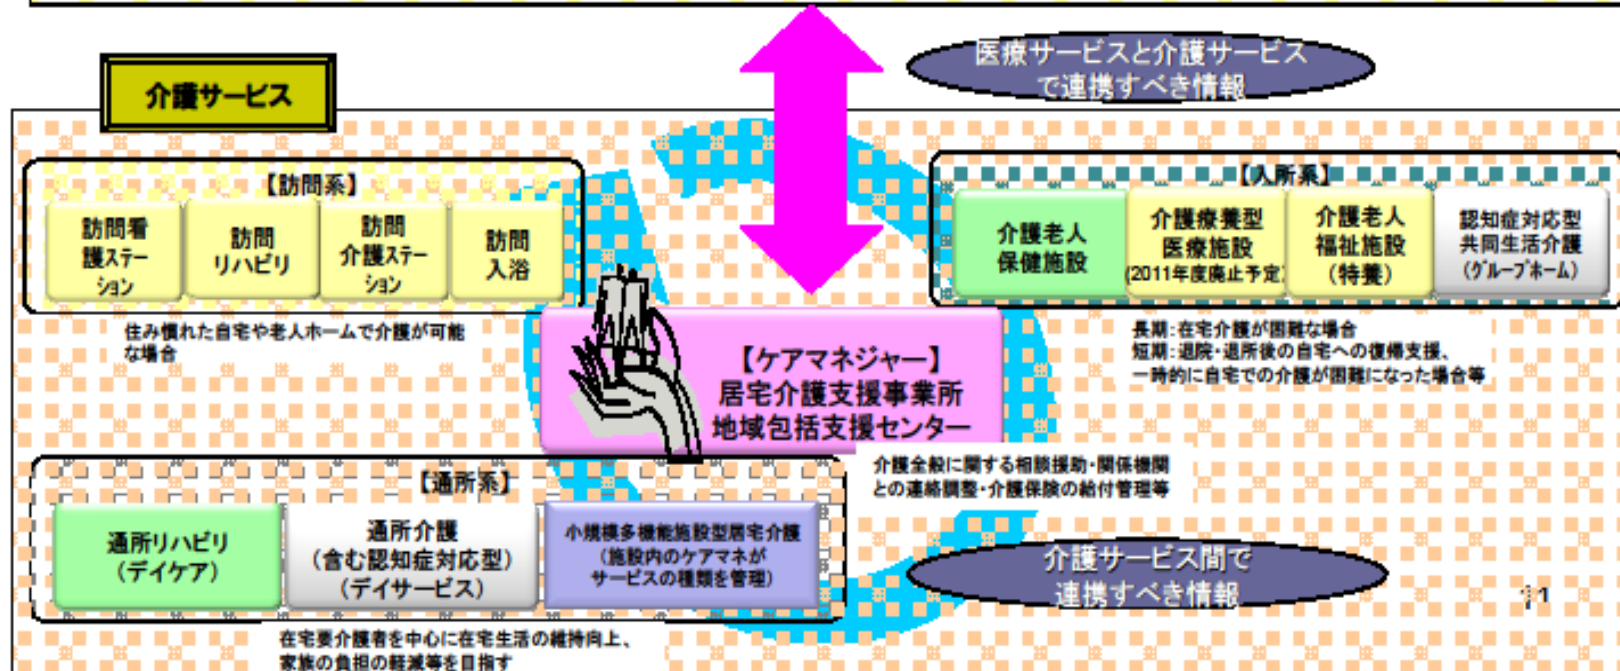 医療サービスと介護サービス
で連携すべき情報
介護サービス
【訪問系】
訪問看
護ステー
ション
訪問
リハビリ
訪問
介護ステー
ション
訪問
入浴
住み慣れた自宅や老人ホームで介護が可能
な場合
【入所系】
介護老人
保健施設
介護療養型
医療施設
(2011年度廃止予定)
介護老人
福祉施設
(特養)
認知症対応型
共同生活介護
(グループホーム)
長期:在宅介護が困難な場合
短期:退院・退所後の自宅への復帰支援、
一時的に自宅での介護が困難になった場合等
【ケアマネジャー】
居宅介護支援事業所
地域包括支援センター
介護全般に関する相談援助・関係機関
との連絡調整・介護保険の給付管理等
【通所系】
通所リハビリ
(デイケア)
通所介護
(含む認知症対応型)
(デイサービス)
小規模多機能施設型居宅介護
(施設内のケアマネが
サービスの種類を管理)
在宅要介護者を中心に在宅生活の維持向上、
家族の負担の軽減等を目指す
介護サービス間で
連携すべき情報